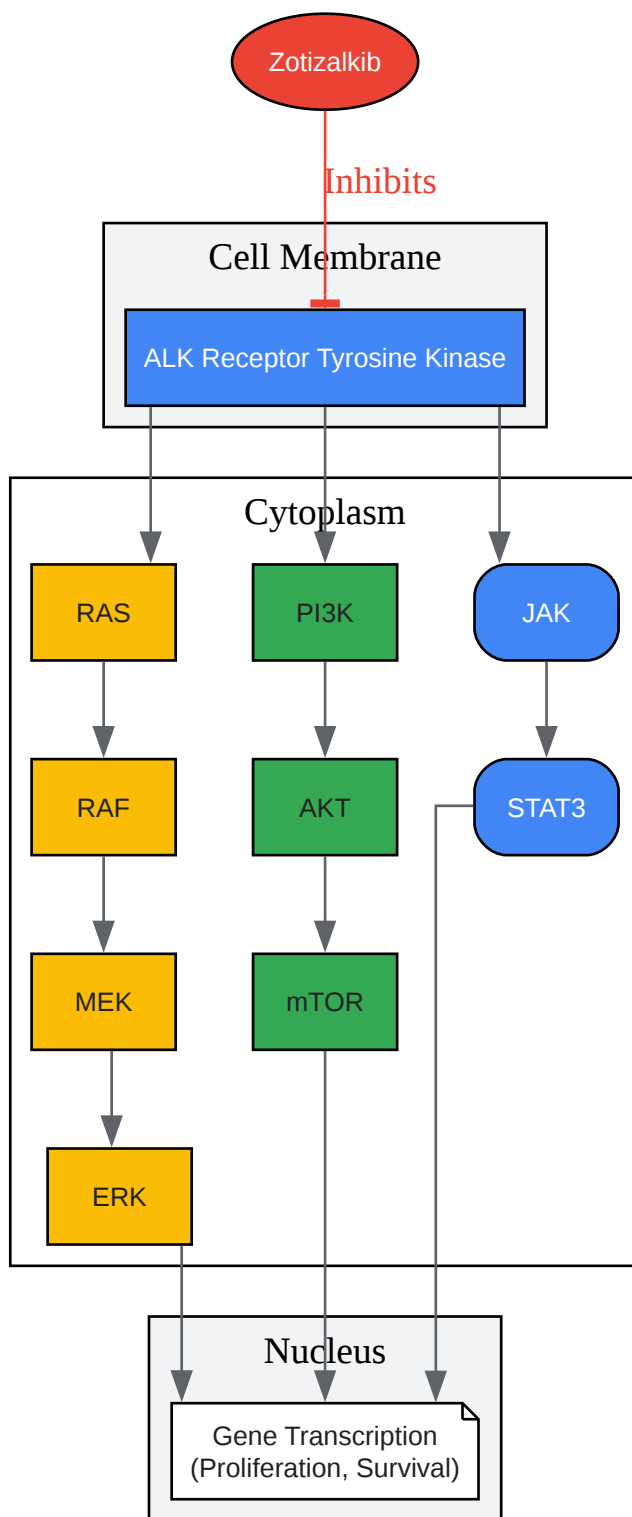 Zotizalkib
Inhibits
Cell Membrane
ALK Receptor Tyrosine Kinase
Cytoplasm
RAS
PI3K
JAK
RAF
AKT
STAT3
MEK
mTOR
ERK
Nucleus
Gene Transcription
(Proliferation, Survival)